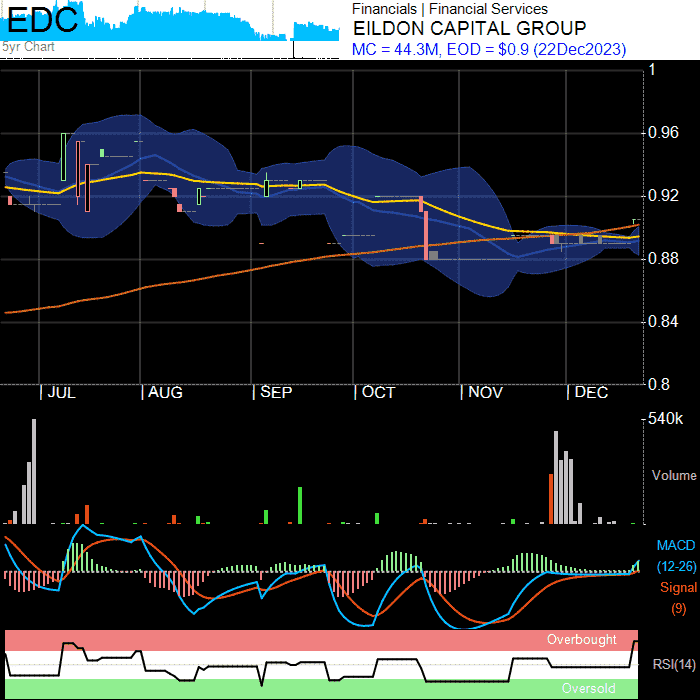 EDC
5yr Chart
Financials | Financial Services
EILDON CAPITAL GROUP
MC = 44.3M, EOD = $0.9 (22Dec2023)
1
0.96
0.92
0.88
0.84
0.8
JUL AUG SEP OCT NOV DEC
540k
Volume
MACD
(12-26)
Signal
(9)
Overbought
RSI(14)
Oversold